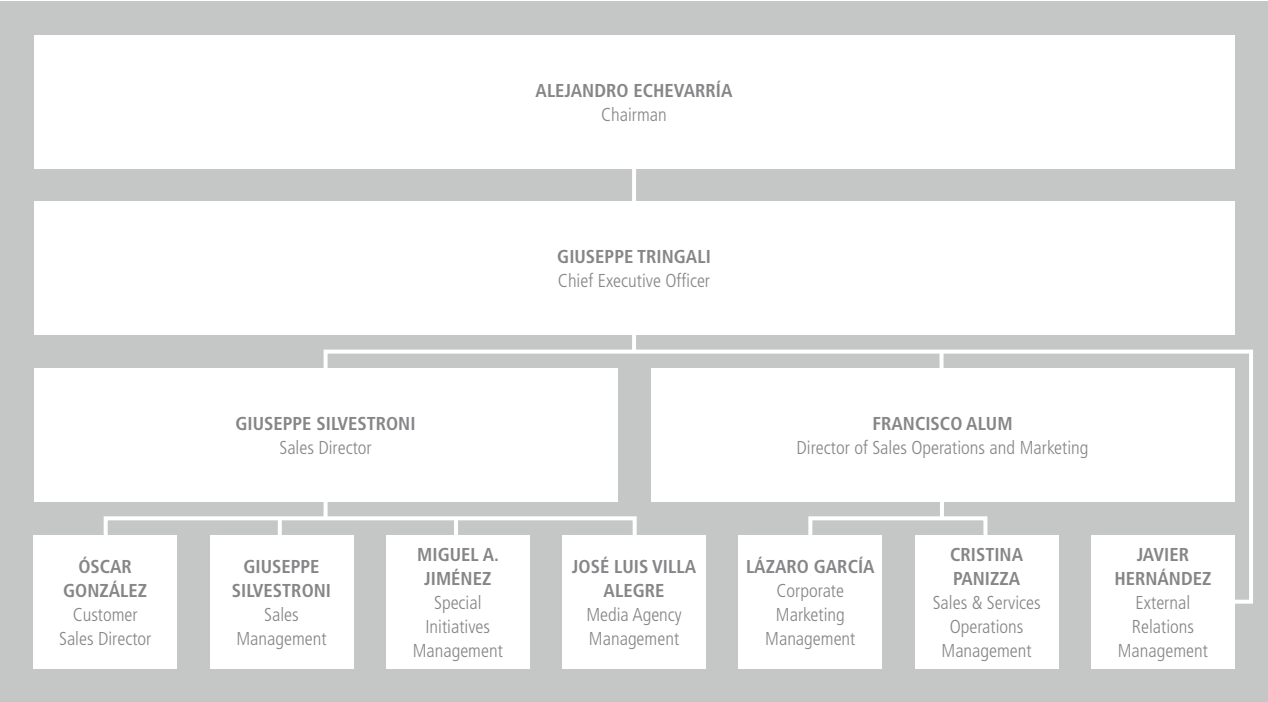 ALEJANDRO ECHEVARRÍA
Chairman
GIUSEPPE TRINGALI
Chief Executive Officer
GIUSEPPE SILVESTRONI
Sales Director
FRANCISCO ALUM
Director of Sales Operations and Marketing
ÓSCAR
GONZÁLEZ
Customer
Sales Director
GIUSEPPE
SILVESTRONI
Sales
Management
MIGUEL A.
JIMÉNEZ
Special
Initiatives
Management
JOSÉ LUIS VILLA
ALEGRE
Media Agency
Management
LÁZARO GARCÍA
Corporate
Marketing
Management
CRISTINA
PANIZZA
Sales & Services
Operations
Management
JAVIER
HERNÁNDEZ
External
Relations
Management